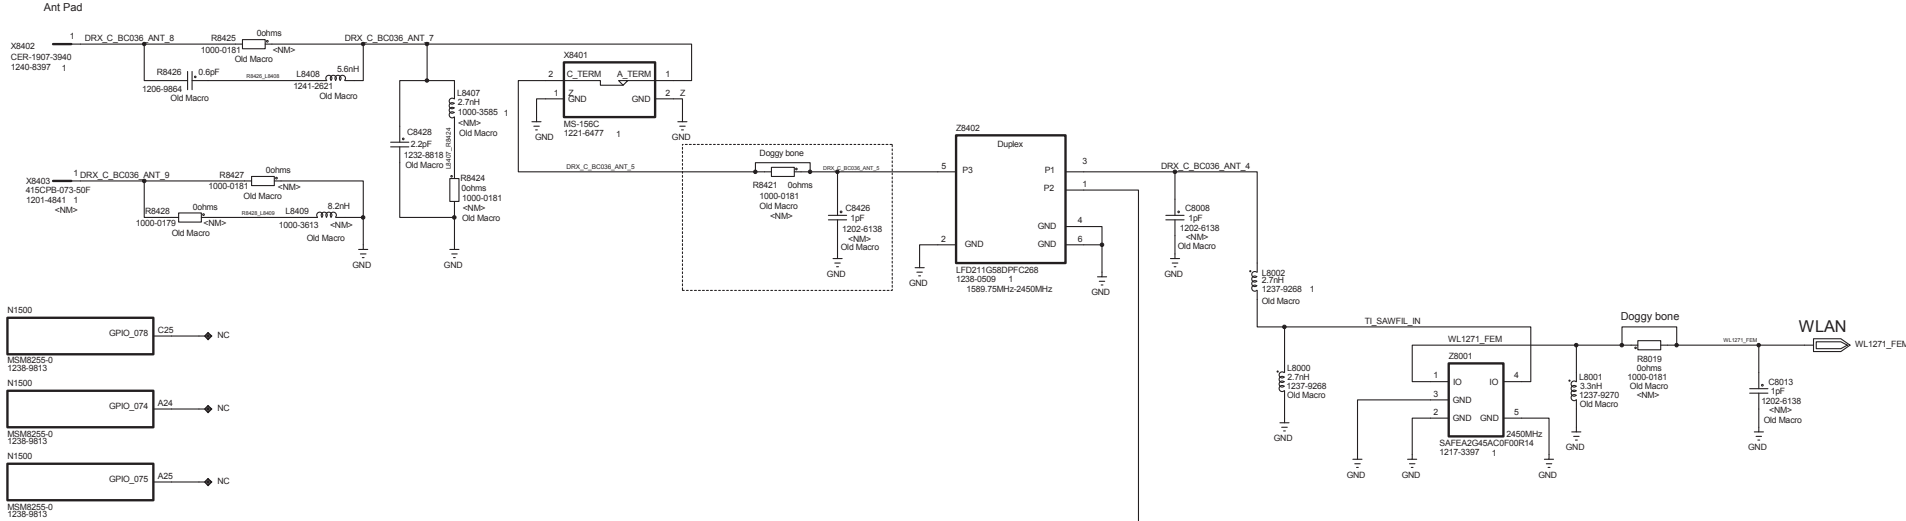 Ant Pad
X8402
CER-1907-3940
1240-8397 1
1
DRX_C_BC036_ANT_8
R8425
0ohms
1000-0181
<NM>
Old Macro
DRX_C_BC036_ANT_7
R8426
0.6pF
1206-9864
Old Macro
R8426_L8408
L8408
5.6nH
1241-2621
Old Macro
L8407
2.7nH
1000-3585 1
<NM>
Old Macro
L8407_R8424
C8428
2.2pF
1232-8818
Old Macro
R8424
0ohms
1000-0181
<NM>
Old Macro
GND
X8403
415CPB-073-50F
1201-4841 1
<NM>
1
DRX_C_BC036_ANT_9
R8427
0ohms
1000-0181
<NM>
Old Macro
R8428
0ohms
1000-0179
<NM>
Old Macro
R8428_L8409
L8409
8.2nH
1000-3613
<NM>
Old Macro
GND
X8401
2 C_TERM A_TERM 1
1 Z GND GND 2 Z
MS-156C
1221-6477 1
GND
GND
DRX_C_BC036_ANT_5
Doggy bone
R8421
0ohms
1000-0181
Old Macro
<NM>
DRX_C_BC036_ANT_5
C8426
1pF
1202-6138
<NM>
Old Macro
GND
Z8402
Duplex
5 P3 P1 3
P2 1
GND 4
2 GND GND 6
LFD211G58DPFC268
1238-0509 1
1589.75MHz-2450MHz
GND
GND
DRX_C_BC036_ANT_4
C8008
1pF
1202-6138
<NM>
Old Macro
GND
L8002
2.7nH
1237-9268 1
Old Macro
TI_SAWFIL_IN
L8000
2.7nH
1237-9268
Old Macro
GND
WL1271_FEM
Z8001
1 IO IO 4
3 GND
2 GND GND 5
2450MHz
SAFEA2G45AC0F00R14
1217-3397 1
GND
GND
GND
L8001
3.3nH
1237-9270
Old Macro
GND
Doggy bone
R8019
0ohms
1000-0181
Old Macro
<NM>
WL1271_FEM
C8013
1pF
1202-6138
<NM>
Old Macro
GND
WLAN
WL1271_FEM
N1500
GPIO_078 C25 NC
MSM8255-0
1238-9813
N1500
GPIO_074 A24 NC
MSM8255-0
1238-9813
N1500
GPIO_075 A25 NC
MSM8255-0
1238-9813